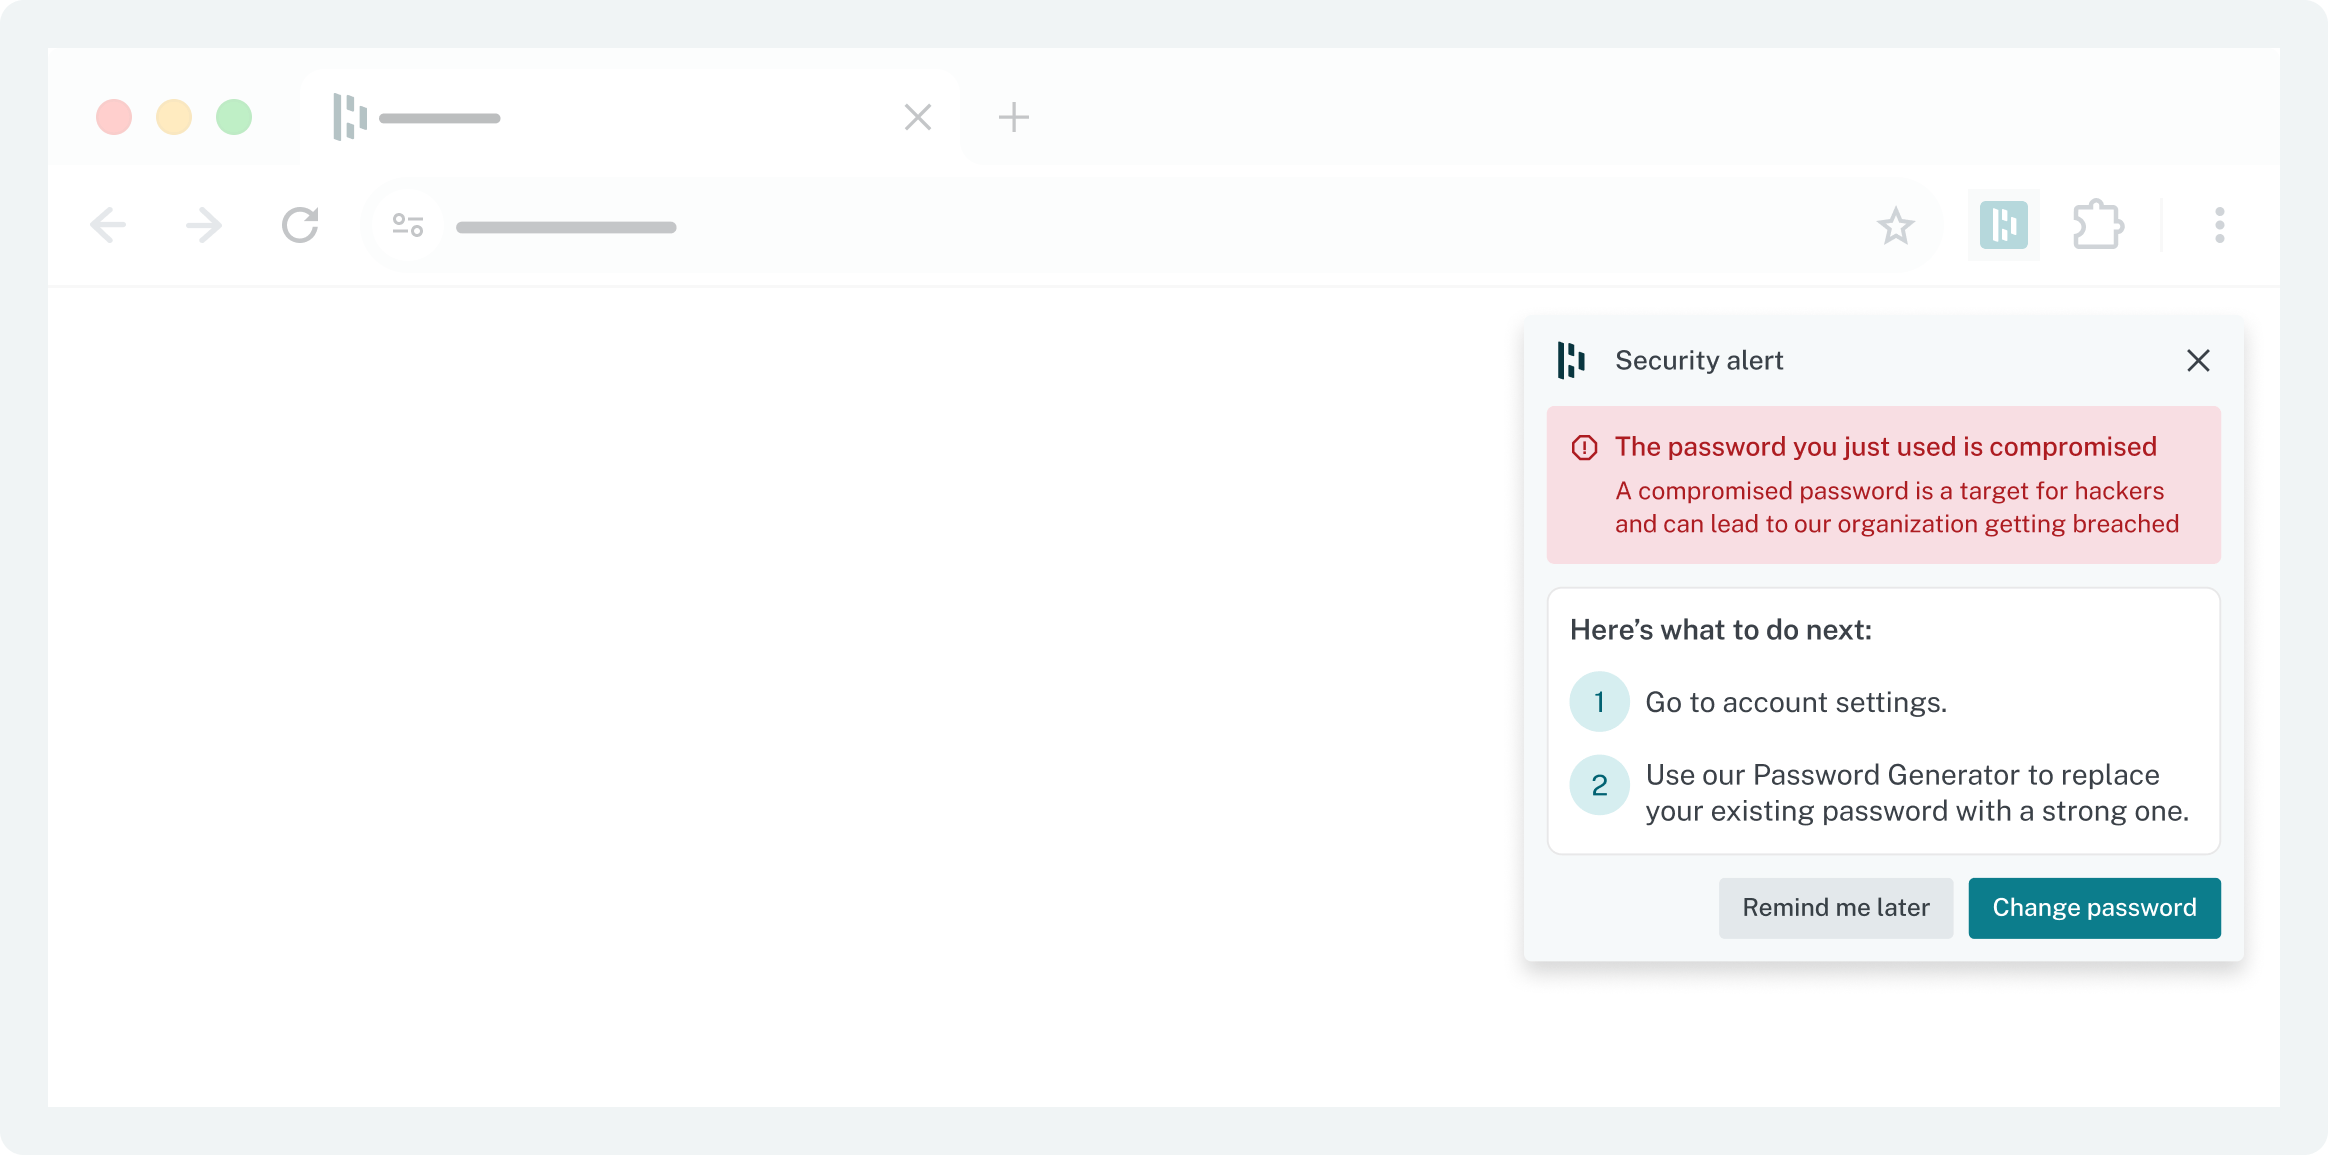 Security alert
The password you just used is compromised
A compromised password is a target for hackers
and can lead to our organization getting breached
Here’s what to do next:
1 Go to account settings.
2 Use our Password Generator to replace
your existing password with a strong one.
Remind me later Change password